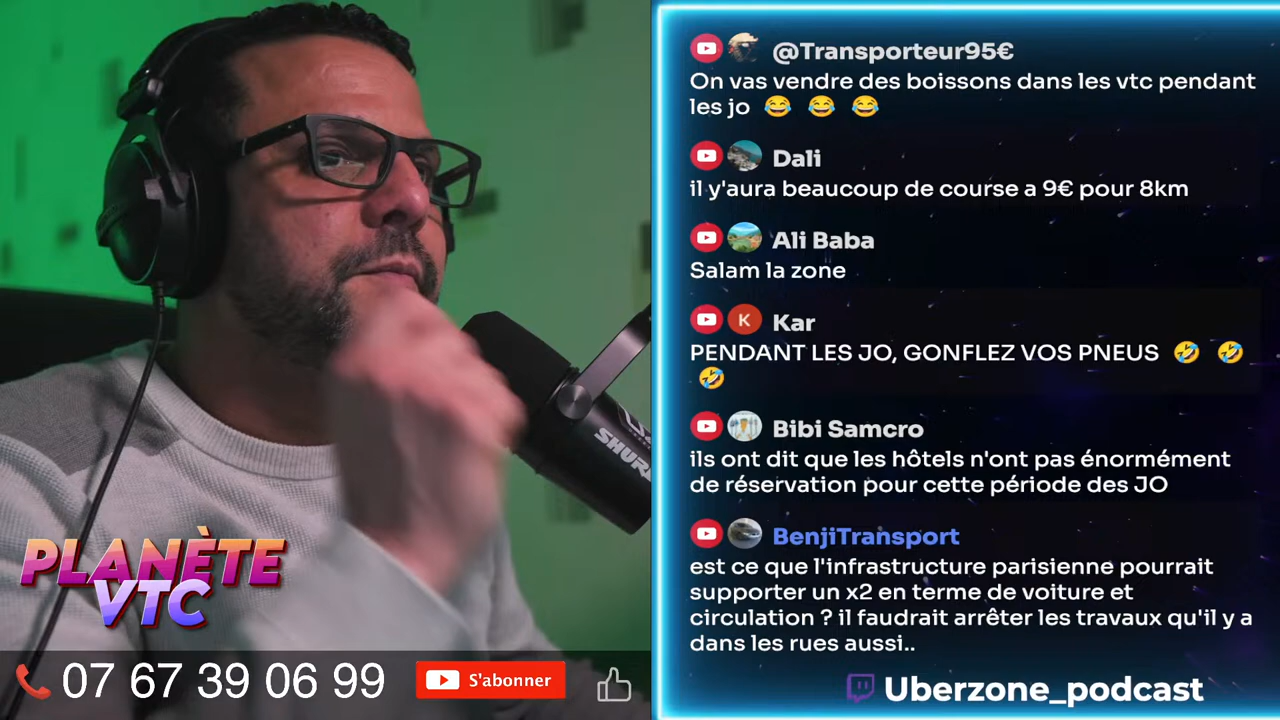 @Transporteur95€
On vas vendre des boissons dans les vtc pendant
les jo 😂 😂 😂
Dali
il y'aura beaucoup de course a 9€ pour 8km
Ali Baba
Salam la zone
K
Kar
PENDANT LES JO, GONFLEZ VOS PNEUS 🤣 🤣
🤣
Bibi Samcro
ils ont dit que les hôtels n'ont pas énormément
de réservation pour cette période des JO
BenjiTransport
est ce que l'infrastructure parisienne pourrait
supporter un x2 en terme de voiture et
circulation ? il faudrait arrêter les travaux qu'il y a
dans les rues aussi..
Uberzone_podcast
PLANÈTE
VTC
07 67 39 06 99
S'abonner